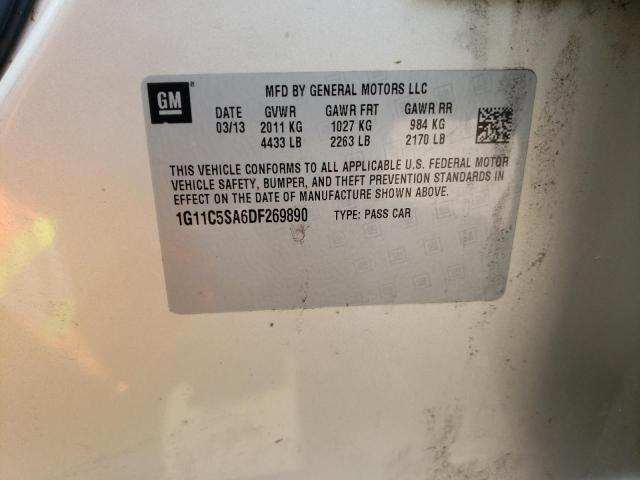 GM
MFD BY GENERAL MOTORS LLC
DATE GVWR GAWR FRT GAWR RR
03/13 2011 KG 1027 KG 984 KG
4433 LB 2263 LB 2170 LB
THIS VEHICLE CONFORMS TO ALL APPLICABLE U.S. FEDERAL MOTOR
VEHICLE SAFETY, BUMPER, AND THEFT PREVENTION STANDARDS IN
EFFECT ON THE DATE OF MANUFACTURE SHOWN ABOVE.
1G11C5SA6DF269890 TYPE: PASS CAR